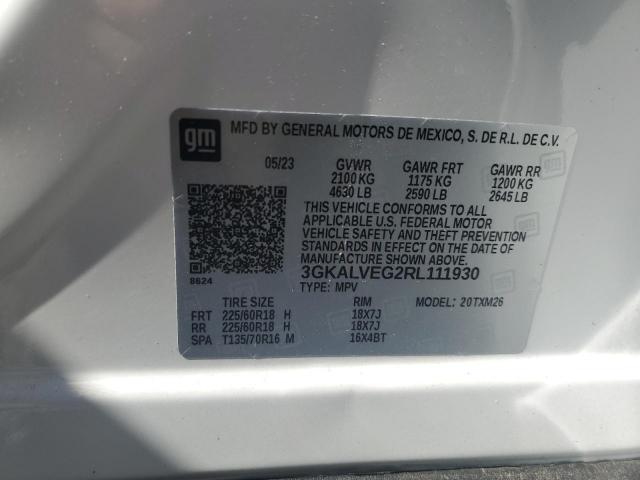 gm
MFD BY GENERAL MOTORS DE MEXICO, S. DE R.L. DE C.V.
05/23 GVWR GAWR FRT GAWR RR
2100 KG 1175 KG 1200 KG
4630 LB 2590 LB 2645 LB
THIS VEHICLE CONFORMS TO ALL
APPLICABLE U.S. FEDERAL MOTOR
VEHICLE SAFETY AND THEFT PREVENTION
STANDARDS IN EFFECT ON THE DATE OF
MANUFACTURE SHOWN ABOVE.
3GKALVEG2RL111930
8624
TYPE: MPV
TIRE SIZE RIM MODEL: 20TXM26
FRT 225/60R18 H 18X7J
RR 225/60R18 H 18X7J
SPA T135/70R16 M 16X4BT